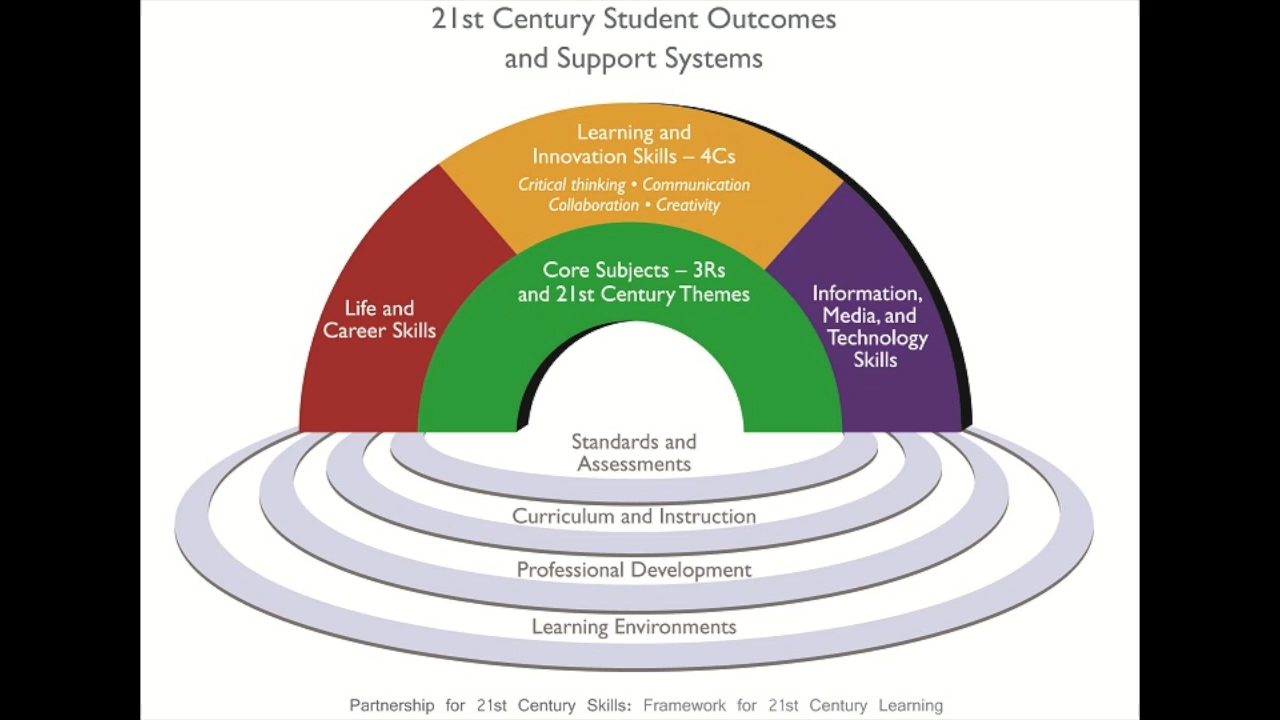 21st Century Student Outcomes
and Support Systems
Learning and
Innovation Skills – 4Cs
Critical thinking • Communication
Collaboration • Creativity
Core Subjects – 3Rs
and 21st Century Themes
Life and
Career Skills
Information,
Media, and
Technology
Skills
Standards and
Assessments
Curriculum and Instruction
Professional Development
Learning Environments
Partnership for 21st Century Skills: Framework for 21st Century Learning